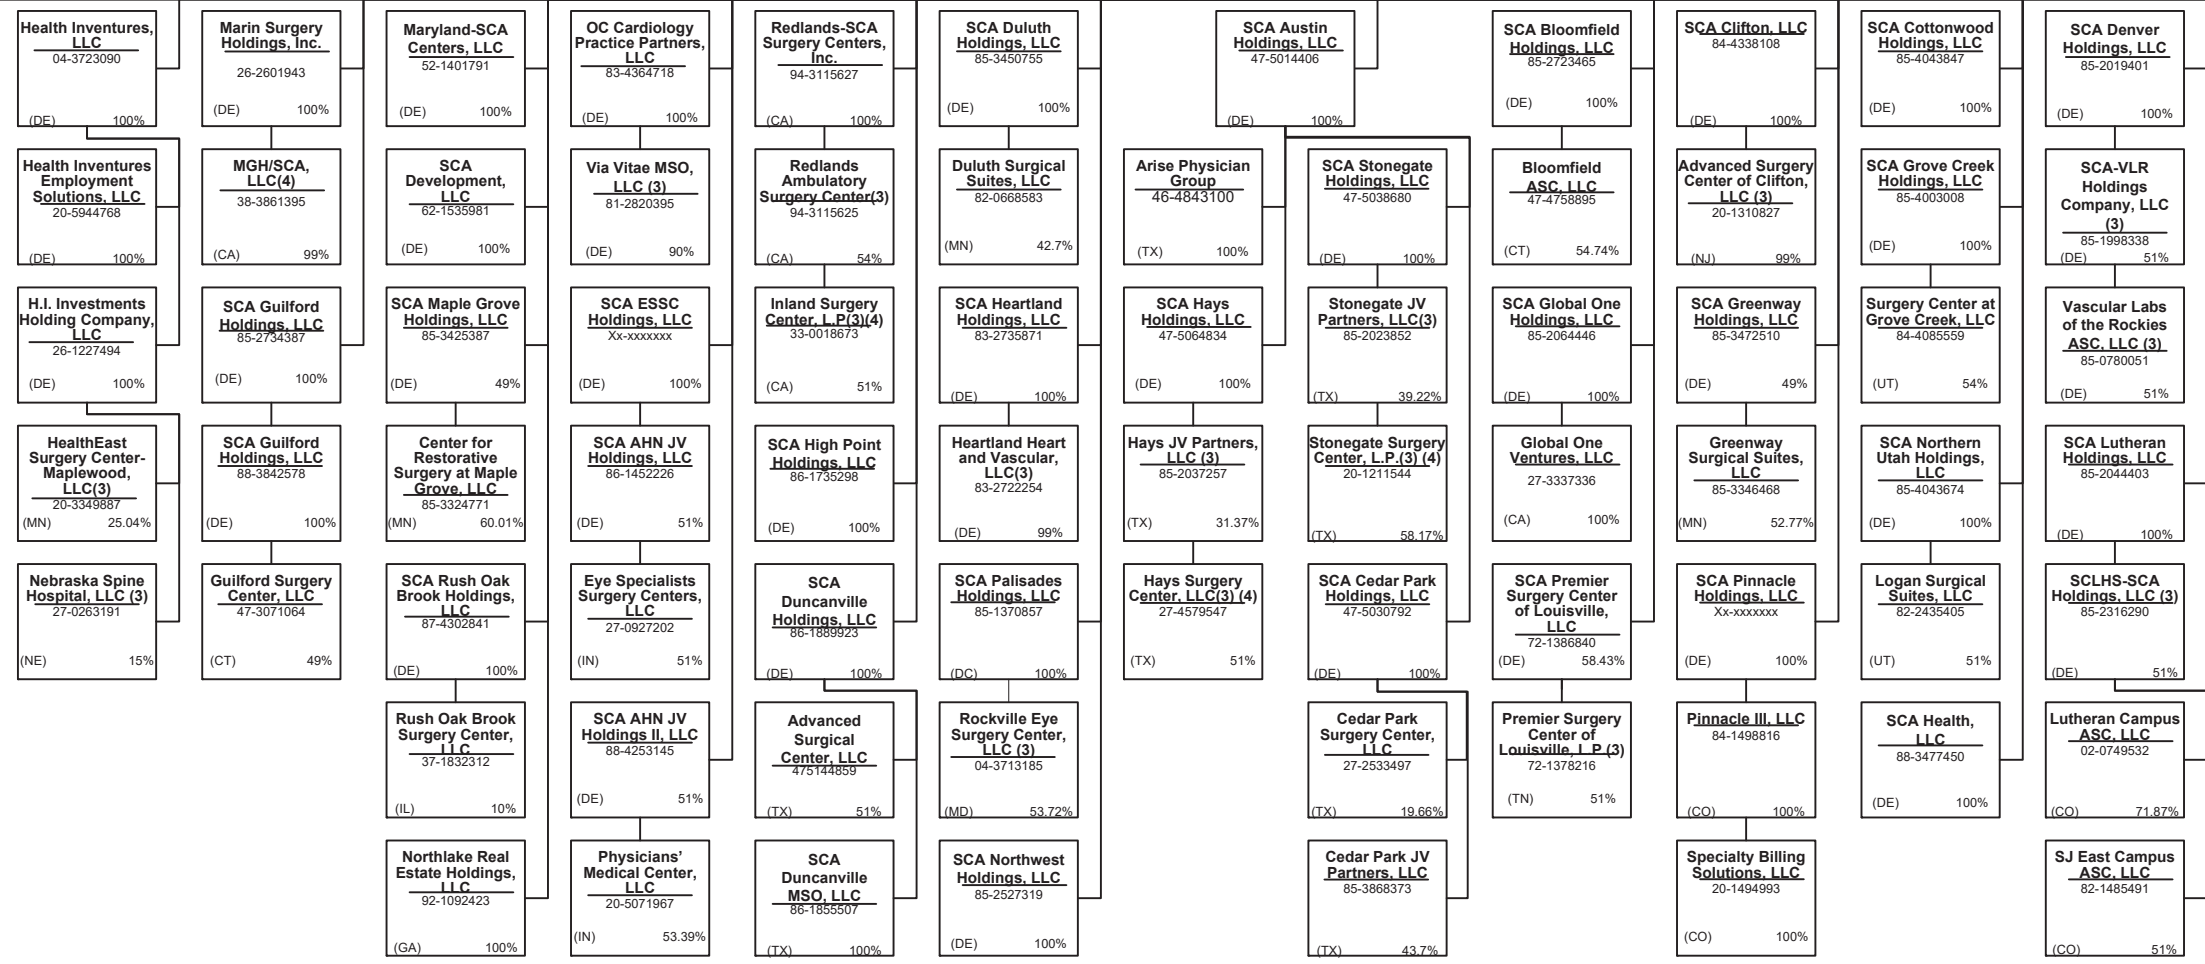 Health Inventures,
LLC
04-3723090
(DE) 100%
Health Inventures
Employment
Solutions, LLC
20-5944768
(DE) 100%
H.I. Investments
Holding Company,
LLC
26-1227494
(DE) 100%
HealthEast
Surgery Center-
Maplewood,
LLC(3)
20-3349887
(MN) 25.04%
Nebraska Spine
Hospital, LLC (3)
27-0263191
(NE) 15%
Marin Surgery
Holdings, Inc.
26-2601943
(DE) 100%
MGH/SCA,
LLC(4)
38-3861395
(CA) 99%
SCA Guilford
Holdings, LLC
85-2734387
(DE) 100%
SCA Guilford
Holdings, LLC
88-3842578
(DE) 100%
Guilford Surgery
Center, LLC
47-3071064
(CT) 49%
Maryland-SCA
Centers, LLC
52-1401791
(DE) 100%
SCA
Development,
LLC
62-1535981
(DE) 100%
SCA Maple Grove
Holdings, LLC
85-3425387
(DE) 49%
Center for
Restorative
Surgery at Maple
Grove, LLC
85-3324771
(MN) 60.01%
SCA Rush Oak
Brook Holdings,
LLC
87-4302841
(DE) 100%
Rush Oak Brook
Surgery Center,
LLC
37-1832312
(IL) 10%
Northlake Real
Estate Holdings,
LLC
92-1092423
(GA) 100%
OC Cardiology
Practice Partners,
LLC
83-4364718
(DE) 100%
Via Vitae MSO,
LLC (3)
81-2820395
(DE) 90%
SCA ESSC
Holdings, LLC
Xx-xxxxxxx
(DE) 100%
SCA AHN JV
Holdings, LLC
86-1452226
(DE) 51%
Eye Specialists
Surgery Centers,
LLC
27-0927202
(IN) 51%
SCA AHN JV
Holdings II, LLC
88-4253145
(DE) 51%
Physicians’
Medical Center,
LLC
20-5071967
(IN) 53.39%
Redlands-SCA
Surgery Centers,
Inc.
94-3115627
(CA) 100%
Redlands
Ambulatory
Surgery Center(3)
94-3115625
(CA) 54%
Inland Surgery
Center, L.P(3)(4)
33-0018673
(CA) 51%
SCA High Point
Holdings, LLC
86-1735298
(DE) 100%
SCA
Duncanville
Holdings, LLC
86-1889923
(DE) 100%
Advanced
Surgical
Center, LLC
475144859
(TX) 51%
SCA
Duncanville
MSO, LLC
86-1855507
(TX) 100%
SCA Duluth
Holdings, LLC
85-3450755
(DE) 100%
Duluth Surgical
Suites, LLC
82-0668583
(MN) 42.7%
SCA Heartland
Holdings, LLC
83-2735871
(DE) 100%
Heartland Heart
and Vascular,
LLC(3)
83-2722254
(DE) 99%
SCA Palisades
Holdings, LLC
85-1370857
(DC) 100%
Rockville Eye
Surgery Center,
LLC (3)
04-3713185
(MD) 53.72%
SCA Northwest
Holdings, LLC
85-2527319
(DE) 100%
SCA Austin
Holdings, LLC
47-5014406
(DE) 100%
Arise Physician
Group
46-4843100
(TX) 100%
SCA Hays
Holdings, LLC
47-5064834
(DE) 100%
Hays JV Partners,
LLC (3)
85-2037257
(TX) 31.37%
Hays Surgery
Center, LLC(3) (4)
27-4579547
(TX) 51%
SCA Stonegate
Holdings, LLC
47-5038680
(DE) 100%
Stonegate JV
Partners, LLC(3)
85-2023852
(TX) 39.22%
Stonegate Surgery
Center, L.P.(3) (4)
20-1211544
(TX) 58.17%
SCA Cedar Park
Holdings, LLC
47-5030792
(DE) 100%
Cedar Park
Surgery Center,
LLC
27-2533497
(TX) 19.66%
Cedar Park JV
Partners, LLC
85-3868373
(TX) 43.7%
SCA Bloomfield
Holdings, LLC
85-2723465
(DE) 100%
Bloomfield
ASC, LLC
47-4758895
(CT) 54.74%
SCA Global One
Holdings, LLC
85-2064446
(DE) 100%
Global One
Ventures, LLC
27-3337336
(CA) 100%
SCA Premier
Surgery Center
of Louisville,
LLC
72-1386840
(DE) 58.43%
Premier Surgery
Center of
Louisville, L.P.(3)
72-1378216
(TN) 51%
SCA Clifton, LLC
84-4338108
(DE) 100%
Advanced Surgery
Center of Clifton,
LLC (3)
20-1310827
(NJ) 99%
SCA Greenway
Holdings, LLC
85-3472510
(DE) 49%
Greenway
Surgical Suites,
LLC
85-3346468
(MN) 52.77%
SCA Pinnacle
Holdings, LLC
Xx-xxxxxxx
(DE) 100%
Pinnacle III, LLC
84-1498816
(CO) 100%
Specialty Billing
Solutions, LLC
20-1494993
(CO) 100%
SCA Cottonwood
Holdings, LLC
85-4043847
(DE) 100%
SCA Grove Creek
Holdings, LLC
85-4003008
(DE) 100%
Surgery Center at
Grove Creek, LLC
84-4085559
(UT) 54%
SCA Northern
Utah Holdings,
LLC
85-4043674
(DE) 100%
Logan Surgical
Suites, LLC
82-2435405
(UT) 51%
SCA Health,
LLC
88-3477450
(DE) 100%
SCA Denver
Holdings, LLC
85-2019401
(DE) 100%
SCA-VLR
Holdings
Company, LLC
(3)
85-1998338
(DE) 51%
Vascular Labs
of the Rockies
ASC, LLC (3)
85-0780051
(DE) 51%
SCA Lutheran
Holdings, LLC
85-2044403
(DE) 100%
SCLHS-SCA
Holdings, LLC (3)
85-2316290
(DE) 51%
Lutheran Campus
ASC, LLC
02-0749532
(CO) 71.87%
SJ East Campus
ASC, LLC
82-1485491
(CO) 51%